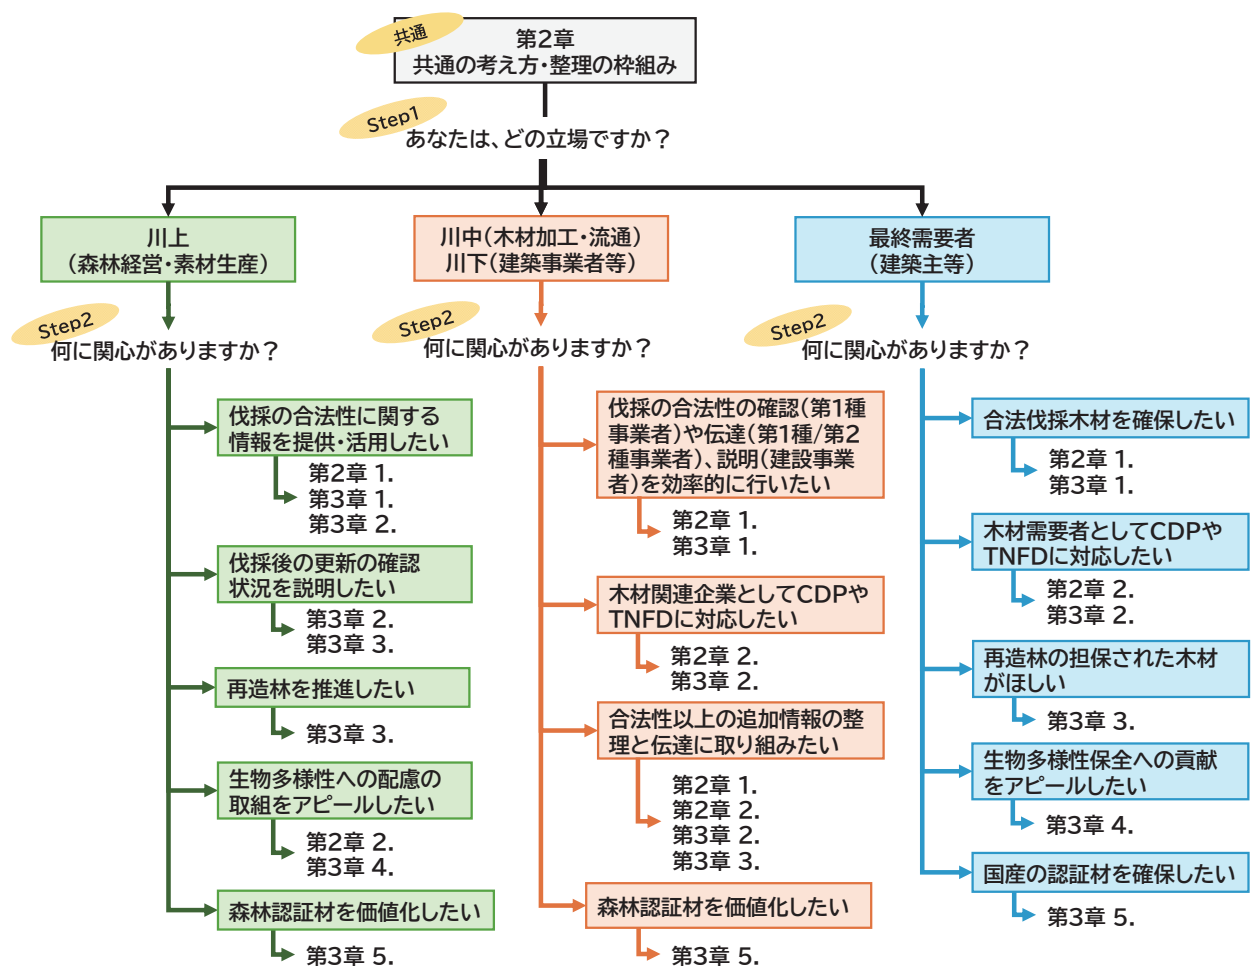 共通
第2章
共通の考え方・整理の枠組み
Step1
あなたは、どの立場ですか？
川上
（森林経営・素材生産）
Step2
何に関心がありますか？
伐採の合法性に関する
情報を提供・活用したい
第2章 1.
第3章 1.
第3章 2.
伐採後の更新の確認
状況を説明したい
第3章 2.
第3章 3.
再造林を推進したい
第3章 3.
生物多様性への配慮の
取組をアピールしたい
第2章 2.
第3章 4.
森林認証材を価値化したい
第3章 5.
川中（木材加工・流通）
川下（建築事業者等）
Step2
何に関心がありますか？
伐採の合法性の確認（第1種
事業者）や伝達（第1種/第2
種事業者）、説明（建設事業
者）を効率的に行いたい
第2章 1.
第3章 1.
木材関連企業としてCDPや
TNFDに対応したい
第2章 2.
第3章 2.
合法性以上の追加情報の整
理と伝達に取り組みたい
第2章 1.
第2章 2.
第3章 2.
第3章 3.
森林認証材を価値化したい
第3章 5.
最終需要者
（建築主等）
Step2
何に関心がありますか？
合法伐採木材を確保したい
第2章 1.
第3章 1.
木材需要者としてCDPや
TNFDに対応したい
第2章 2.
第3章 2.
再造林の担保された木材
がほしい
第3章 3.
生物多様性保全への貢献
をアピールしたい
第3章 4.
国産の認証材を確保したい
第3章 5.